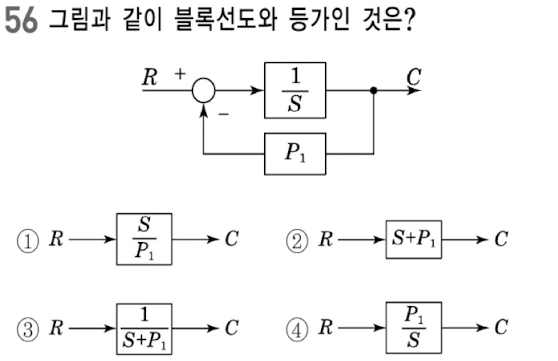 56 그림과 같이 블록선도와 등가인 것은?
R + 1/S C
−
P₁
① R S/P₁ C ② R S+P₁ C
③ R 1/S+P₁ C ④ R P₁/S C